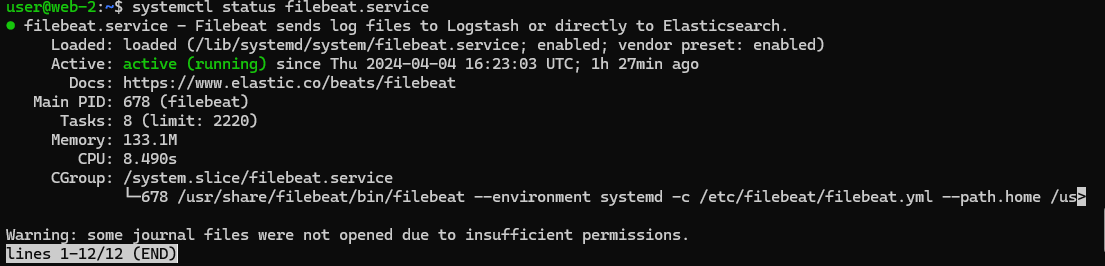 user@web-2:~$ systemctl status filebeat.service
● filebeat.service - Filebeat sends log files to Logstash or directly to Elasticsearch.
Loaded: loaded (/lib/systemd/system/filebeat.service; enabled; vendor preset: enabled)
Active: active (running) since Thu 2024-04-04 16:23:03 UTC; 1h 27min ago
Docs: https://www.elastic.co/beats/filebeat
Main PID: 678 (filebeat)
Tasks: 8 (limit: 2220)
Memory: 133.1M
CPU: 8.490s
CGroup: /system.slice/filebeat.service
└─678 /usr/share/filebeat/bin/filebeat --environment systemd -c /etc/filebeat/filebeat.yml --path.home /us>
Warning: some journal files were not opened due to insufficient permissions.
lines 1-12/12 (END)